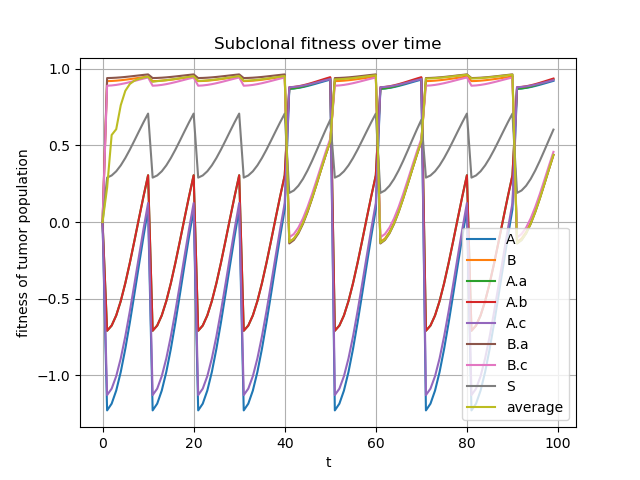 Subclonal fitness over time
fitness of tumor population
1.0
0.5
0.0
−0.5
−1.0
A
B
A.a
A.b
A.c
B.a
B.c
S
average
0
20
40
60
80
100
t